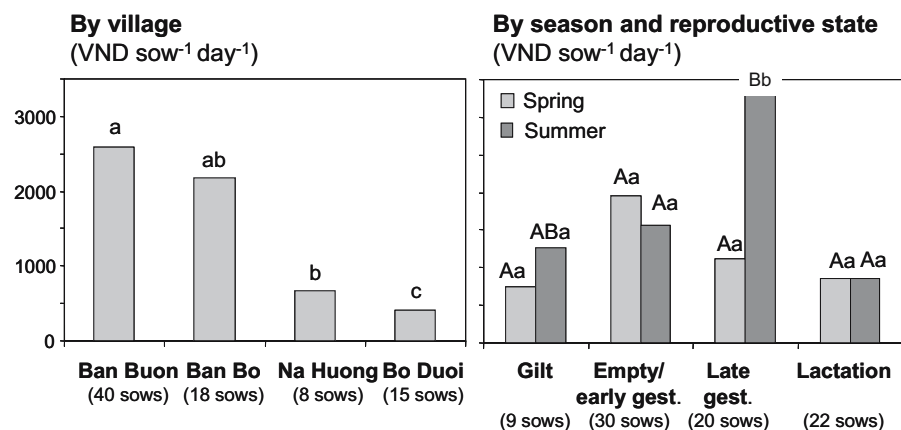 By village
(VND sow-1 day-1)
3000
2000
1000
0
a
ab
b
c
Ban Buon Ban Bo Na Huong Bo Duoi
(40 sows) (18 sows) (8 sows) (15 sows)
By season and reproductive state
(VND sow-1 day-1)
Spring
Summer
Aa ABa
Aa Aa
Aa Bb
Aa Aa
Gilt Empty/ Late Lactation
early gest. gest.
(9 sows) (30 sows) (20 sows) (22 sows)